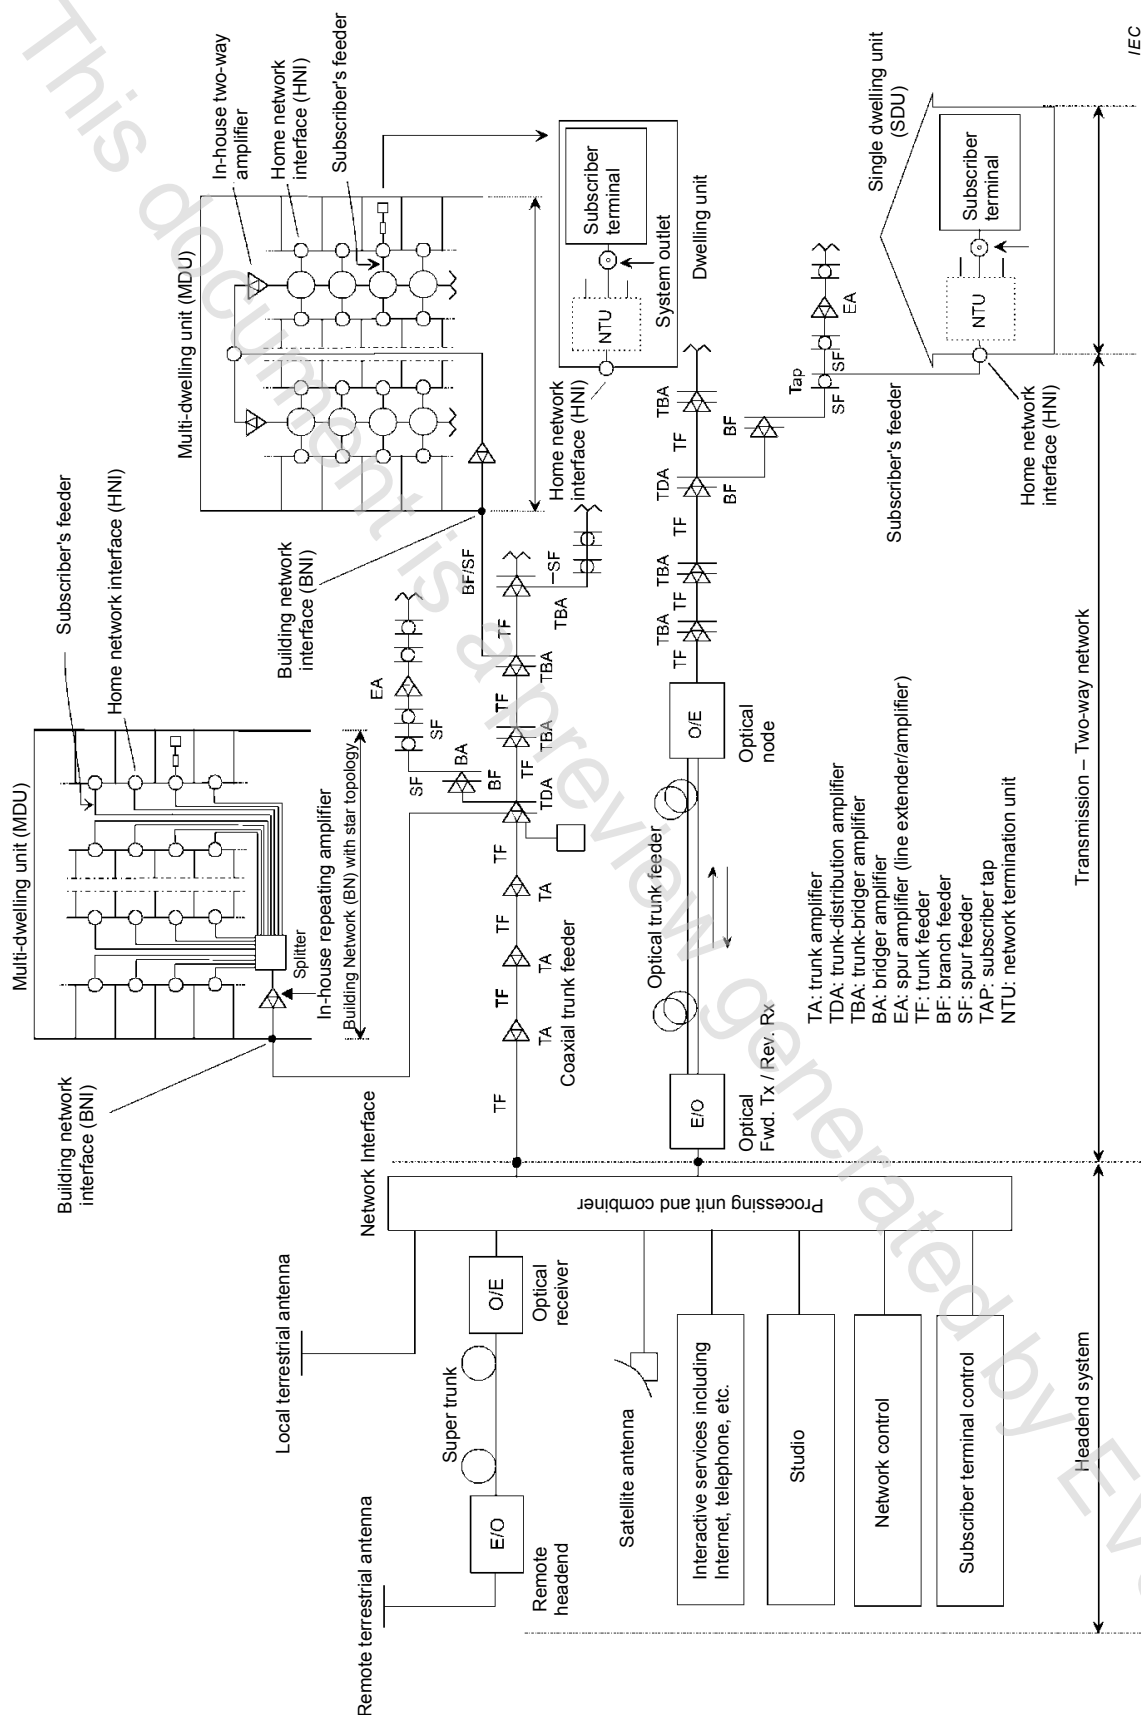 Remote terrestrial antenna
Local terrestrial antenna
E/O
Remote
headend
Super trunk
O/E
Optical
receiver
Satellite antenna
Interactive services including
Internet, telephone, etc.
Studio
Network control
Subscriber terminal control
Headend system
Network Interface
Processing unit and combiner
Building network
interface (BNI)
Multi-dwelling unit (MDU)
Subscriber's feeder
Home network interface (HNI)
Splitter
In-house repeating amplifier
Building Network (BN) with star topology
TF
TA
TF
TA
TF
TA
TF
Coaxial trunk feeder
TDA
BF
BA
SF
SF
EA
TF
TBA
TF
TBA
TF
TBA
SF
BF/SF
Building network
interface (BNI)
Multi-dwelling unit (MDU)
In-house two-way
amplifier
Home network
interface (HNI)
Subscriber's feeder
Home network
interface (HNI)
NTU
Subscriber
terminal
System outlet
Dwelling unit
E/O
Optical
Fwd. Tx / Rev. Rx
Optical trunk feeder
O/E
Optical
node
TF
TBA
TF
TBA
TF
TDA
BF
TF
TBA
BF
SF
Tap
SF
EA
Subscriber's feeder
Single dwelling unit
(SDU)
NTU
Subscriber
terminal
Home network
interface (HNI)
TA: trunk amplifier
TDA: trunk-distribution amplifier
TBA: trunk-bridger amplifier
BA: bridger amplifier
EA: spur amplifier (line extender/amplifier)
TF: trunk feeder
BF: branch feeder
SF: spur feeder
TAP: subscriber tap
NTU: network termination unit
Transmission – Two-way network
IEC
This document is a preview generated by EVS